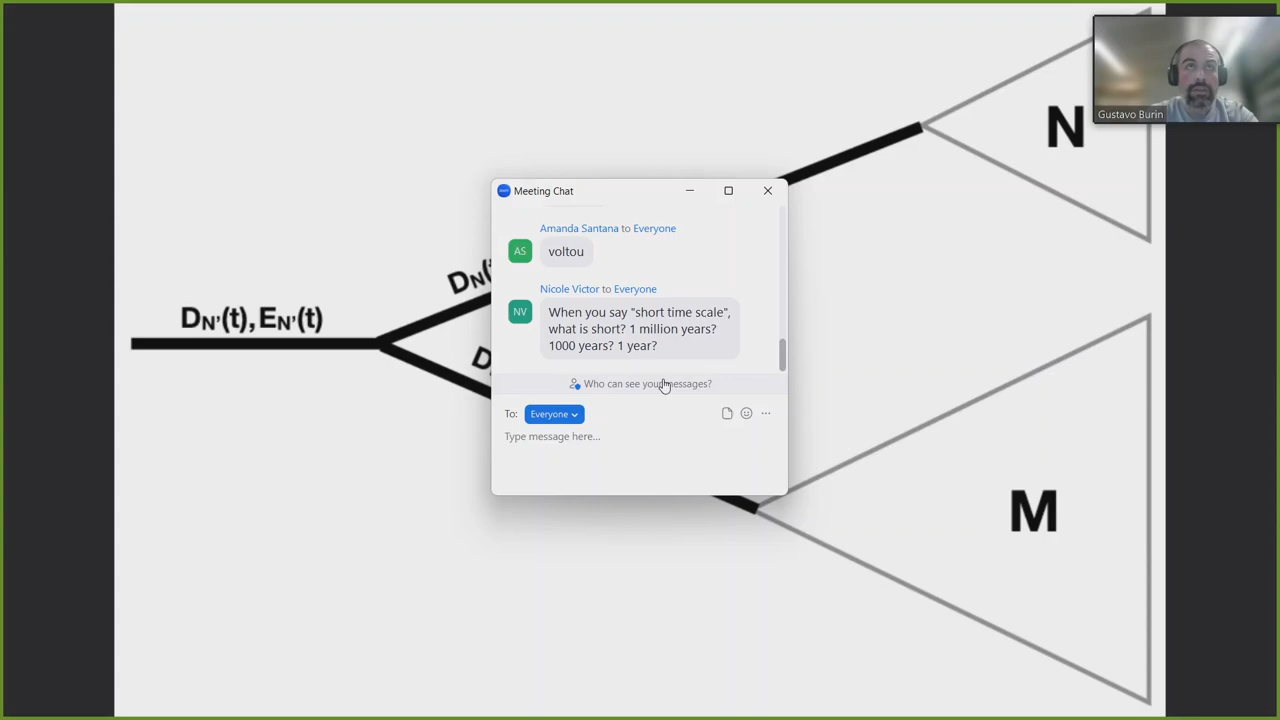 N
Gustavo Burin
Meeting Chat
Amanda Santana to Everyone
AS
voltou
DN(
Nicole Victor to Everyone
NV
When you say "short time scale",
what is short? 1 million years?
1000 years? 1 year?
DN'(t), EN'(t)
D
Who can see your messages?
To: Everyone
Type message here...
M